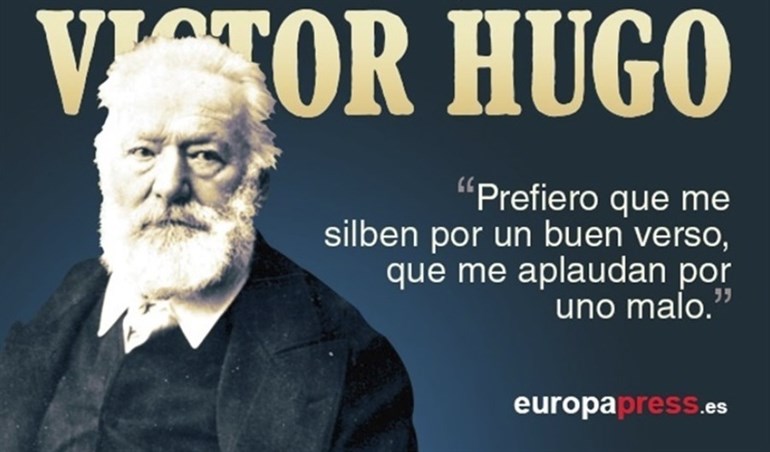 VICTOR HUGO
“Prefiero que me
silben por un buen verso,
que me aplaudan por
uno malo.”
europapress.es